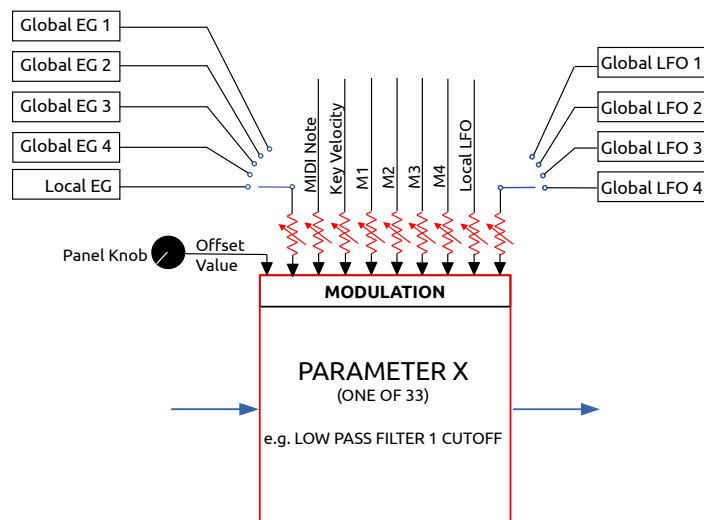 Global EG 1
Global EG 2
Global EG 3
Global EG 4
Local EG
MIDI Note
Key Velocity
M1
M2
M3
M4
Local LFO
Global LFO 1
Global LFO 2
Global LFO 3
Global LFO 4
Panel Knob
Offset
Value
MODULATION
PARAMETER X
(ONE OF 33)
e.g. LOW PASS FILTER 1 CUTOFF